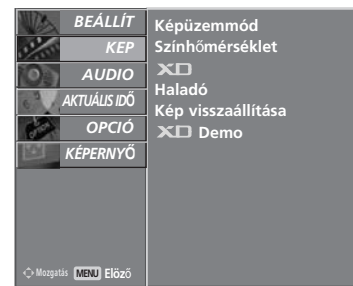 BEÁLLÍT
KEP
AUDIO
AKTUÁLIS IDŐ
OPCIÓ
KÉPERNYŐ
Mozgatás MENU Előző
Képüzemmód
Színhőmérséklet
XD
Haladó
Kép visszaállítása
XD Demo